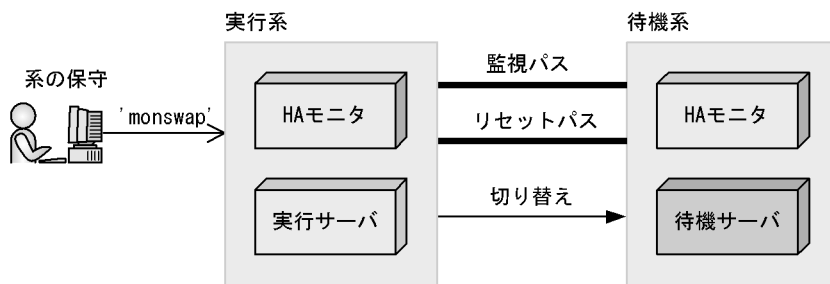 実行系
待機系
系の保守
'monswap'
HAモニタ
実行サーバ
監視パス
リセットパス
切り替え
HAモニタ
待機サーバ